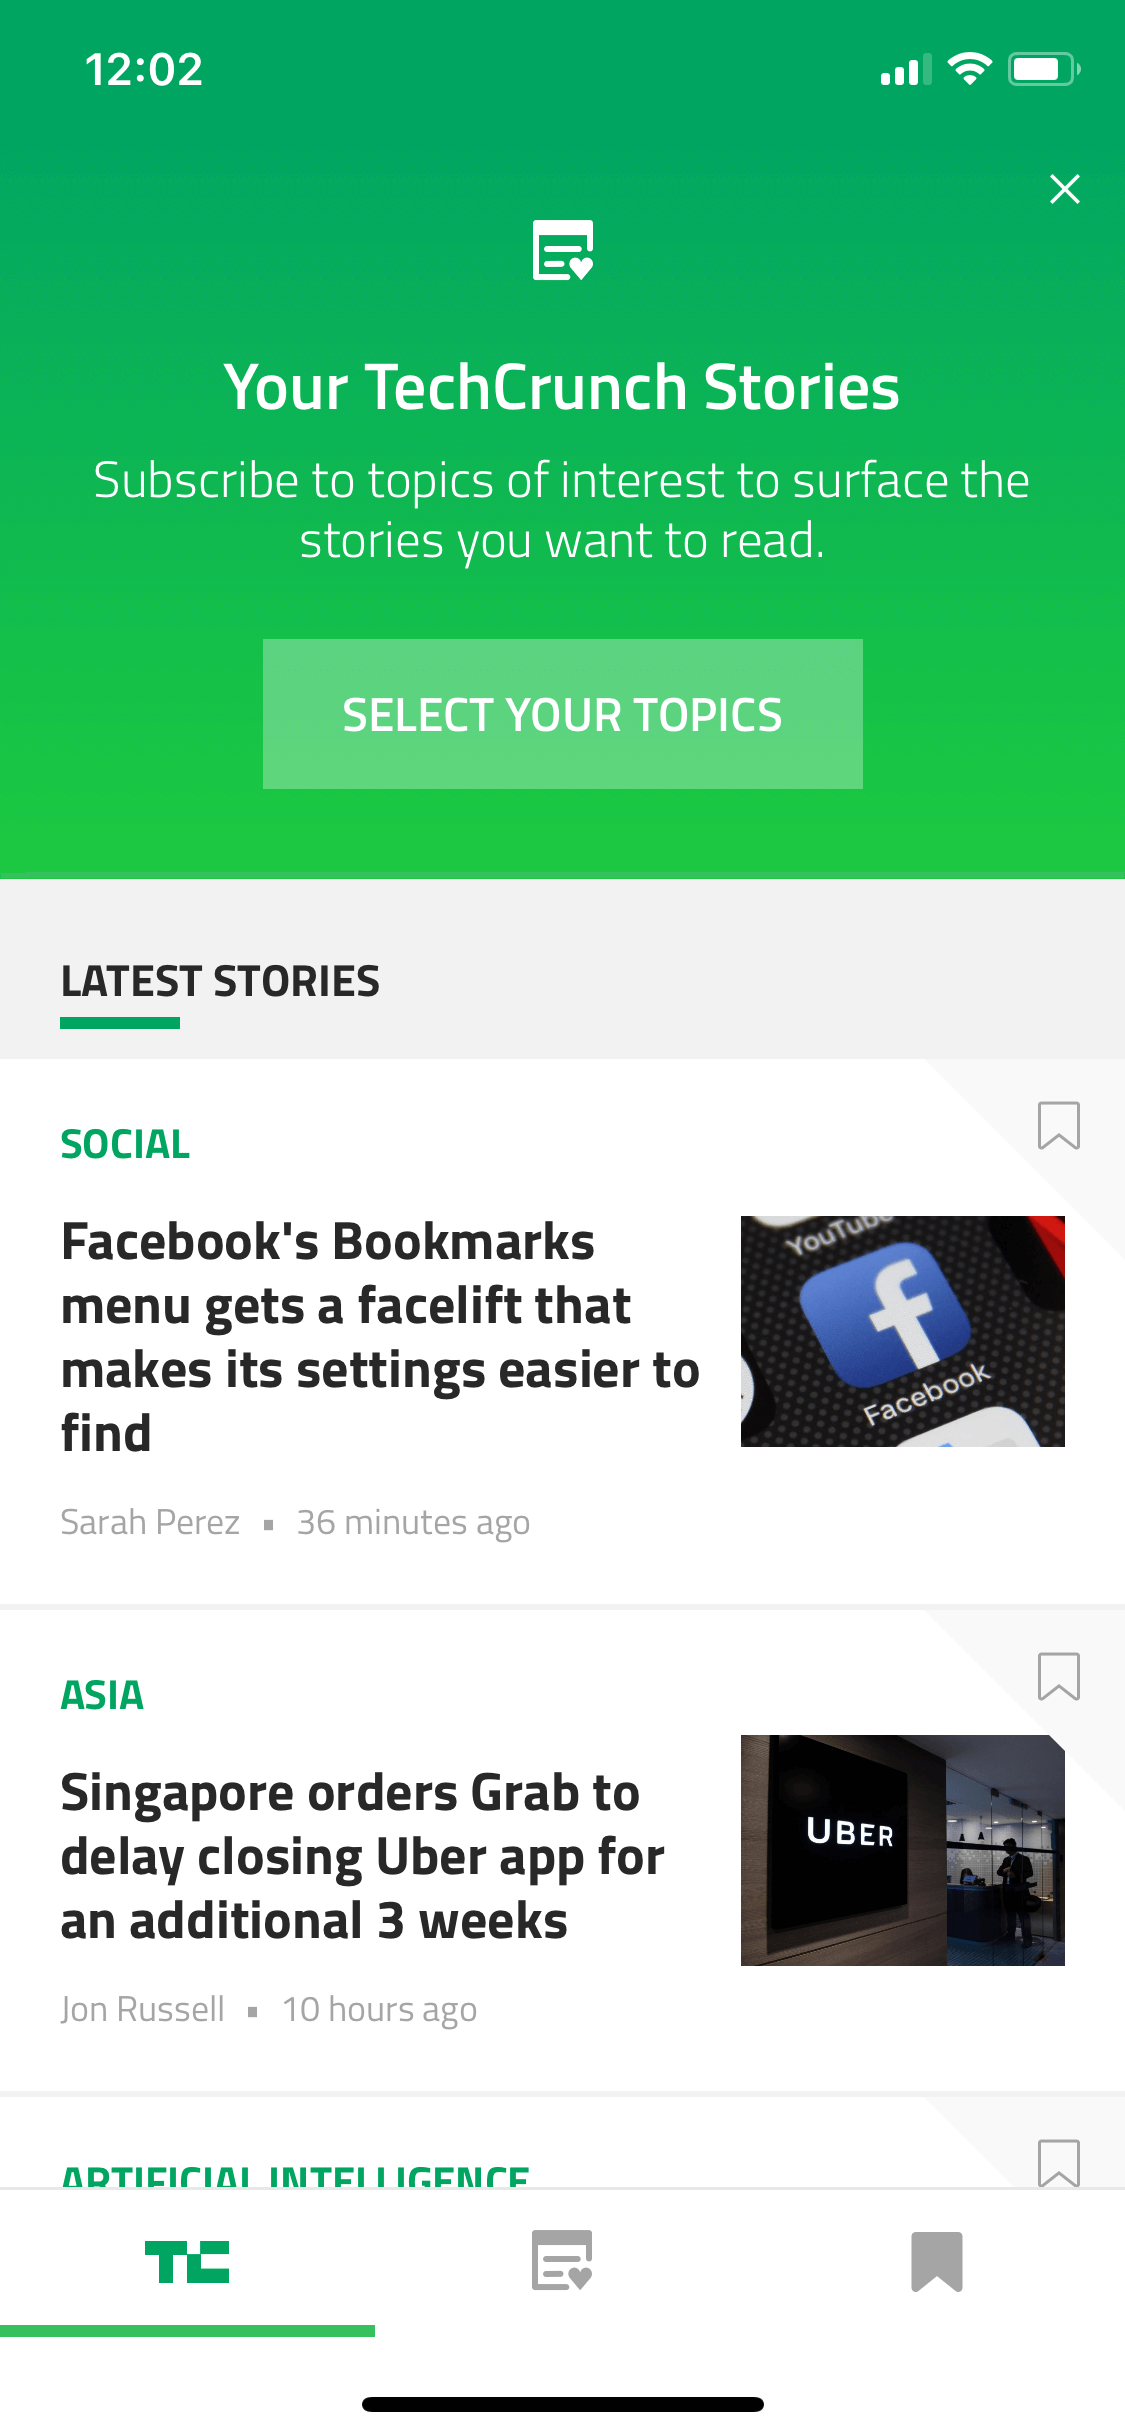 12:02
Your TechCrunch Stories
Subscribe to topics of interest to surface the
stories you want to read.
SELECT YOUR TOPICS
LATEST STORIES
SOCIAL
Facebook's Bookmarks
menu gets a facelift that
makes its settings easier to
find
YouTube
Facebook
Sarah Perez ▪ 36 minutes ago
ASIA
Singapore orders Grab to
delay closing Uber app for
an additional 3 weeks
UBER
Jon Russell ▪ 10 hours ago
ARTIFICIAL INTELLIGENCE
TC